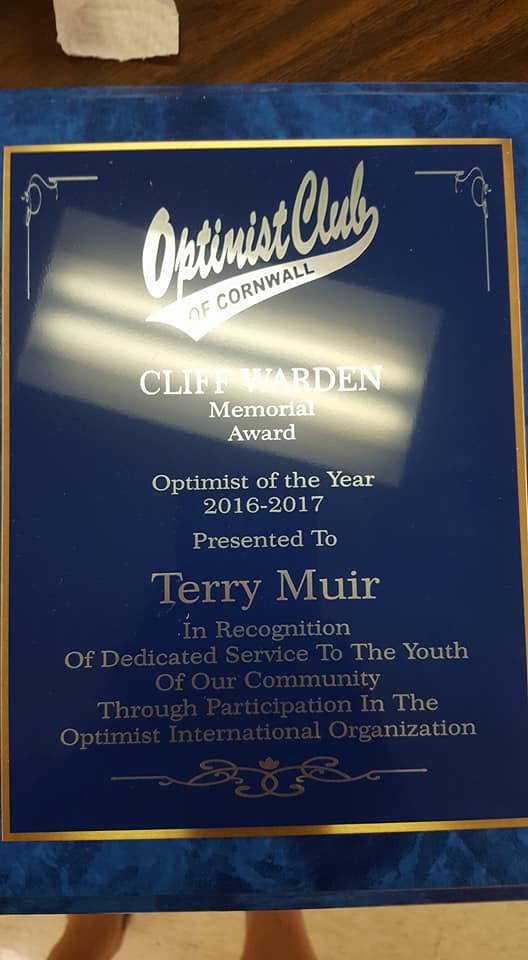 Optimist Club
OF CORNWALL
CLIFF WARDEN
Memorial
Award
Optimist of the Year
2016-2017
Presented To
Terry Muir
In Recognition
Of Dedicated Service To The Youth
Of Our Community
Through Participation In The
Optimist International Organization